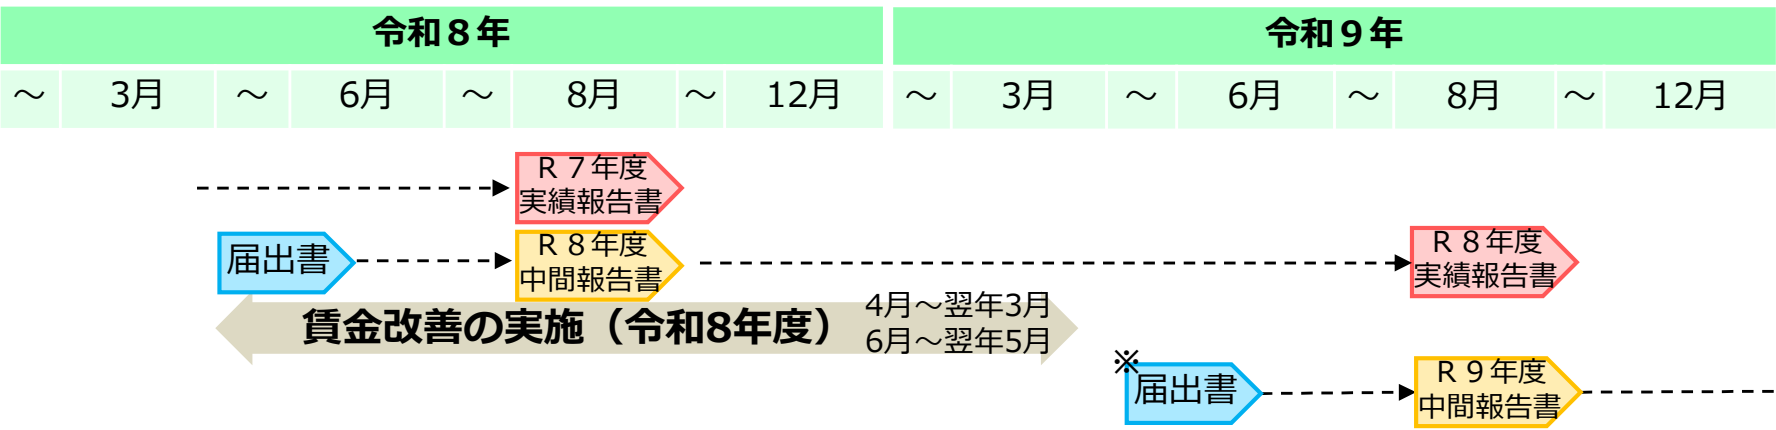 令和８年
令和９年
～ 3月 ～ 6月 ～ 8月 ～ 12月 ～ 3月 ～ 6月 ～ 8月 ～ 12月
Ｒ７年度
実績報告書
届出書
Ｒ８年度
中間報告書
Ｒ８年度
実績報告書
賃金改善の実施（令和8年度）
4月～翌年3月
6月～翌年5月
※
届出書
Ｒ９年度
中間報告書